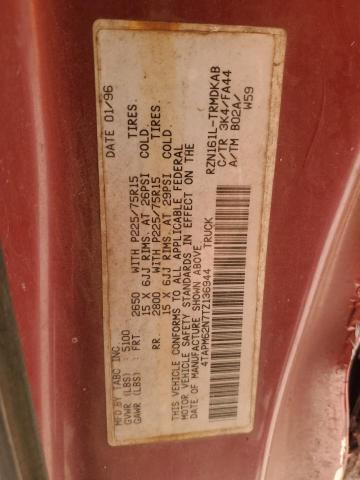 MFD BY TABC INC. DATE 01/96
GVWR (LBS) : 5100
GAWR (LBS) : FRT 2650 WITH P225/75R15 TIRES.
15 X 6JJ RIMS. AT 26PSI COLD
RR 2800 WITH P225/75R15 TIRES.
15 X 6JJ RIMS. AT 29PSI COLD.
THIS VEHICLE CONFORMS TO ALL APPLICABLE FEDERAL
MOTOR VEHICLE SAFETY STANDARDS IN EFFECT ON THE
DATE OF MANUFACTURE SHOWN ABOVE.
4TAPM62N7TZ136944 TRUCK
RZN161L-TRMDKAB
C/TR 3K4/FA44
A/TM B02A/ W59